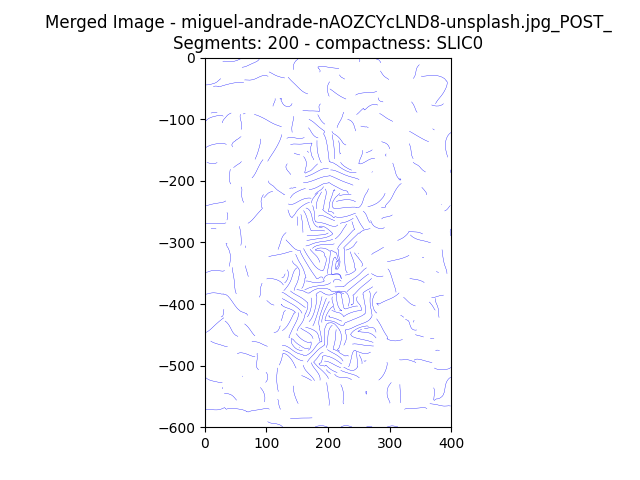 Merged Image - miguel-andrade-nAOZCYcLND8-unsplash.jpg_POST_
Segments: 200 - compactness: SLIC0
0
−100
−200
−300
−400
−500
−600
0 100 200 300 400